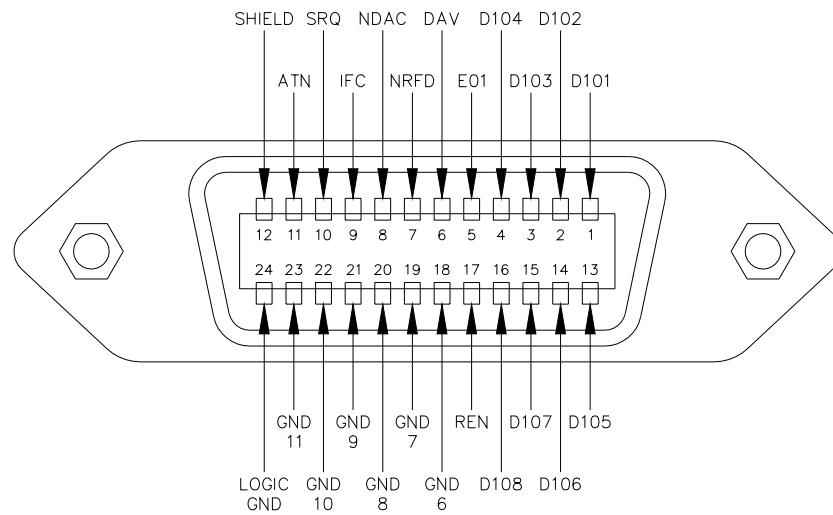 SHIELD SRQ NDAC DAV D104 D102
ATN IFC NRFD E01 D103 D101
12 11 10 9 8 7 6 5 4 3 2 1
24 23 22 21 20 19 18 17 16 15 14 13
GND 11 GND 9 GND 7 REN D107 D105
LOGIC GND GND 10 GND 8 GND 6 D108 D106